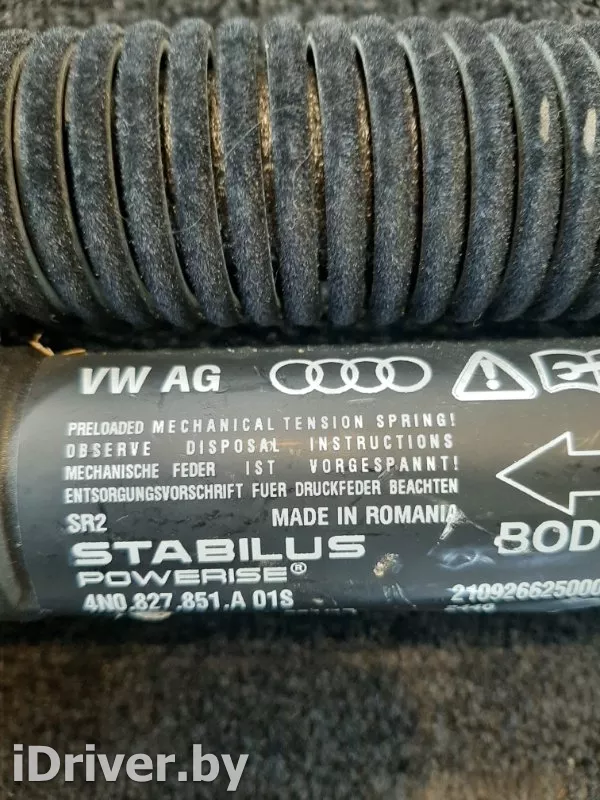 VW AG
PRELOADED MECHANICAL TENSION SPRING!
OBSERVE DISPOSAL INSTRUCTIONS
MECHANISCHE FEDER IST VORGESPANNT!
ENTSORGUNGSVORSCHRIFT FUER DRUCKFEDER BEACHTEN
SR2 MADE IN ROMANIA
BOD
STABILUS
POWERISE®
4N0.827.851.A 01S
210926625000
iDriver.by